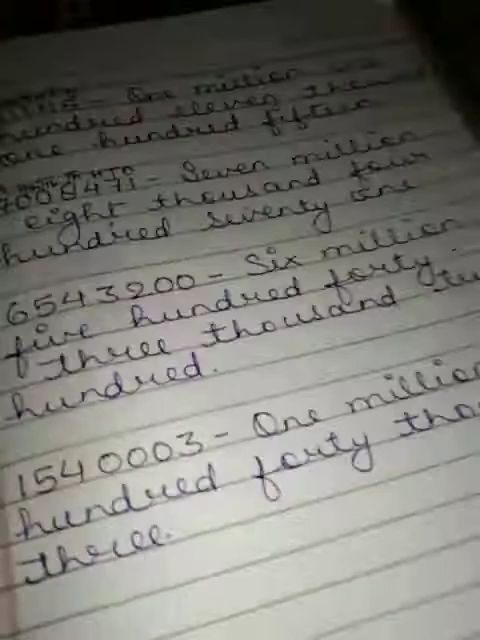 One million
hundred eleven
one hundred fifteen
7008471 - Seven million
eight thousand four
hundred seventy one
6543200 - Six million
five hundred forty
three thousand
hundred.
1540003 - One million
hundred forty
three.